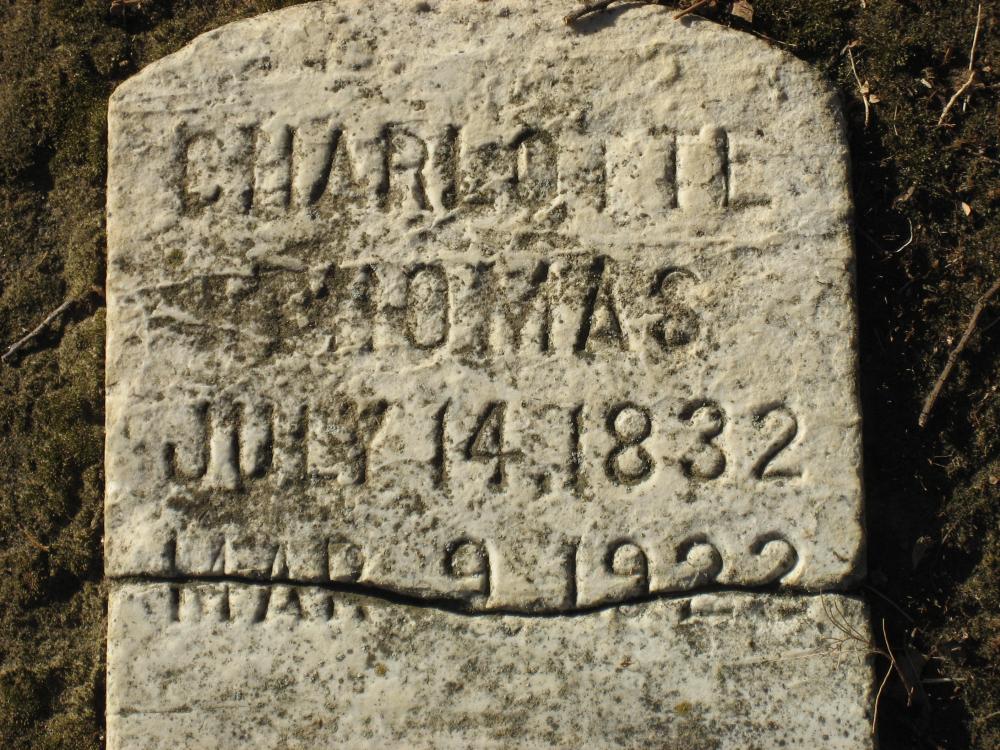 CHARLOTTE
THOMAS
JULY 14, 1832
MAR. 9, 1922